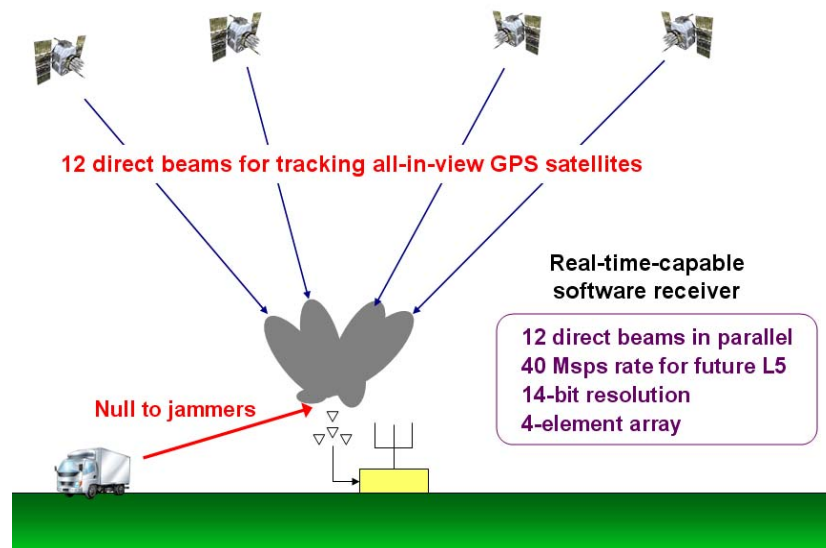 12 direct beams for tracking all-in-view GPS satellites
Real-time-capable
software receiver
12 direct beams in parallel
40 Msps rate for future L5
14-bit resolution
4-element array
Null to jammers